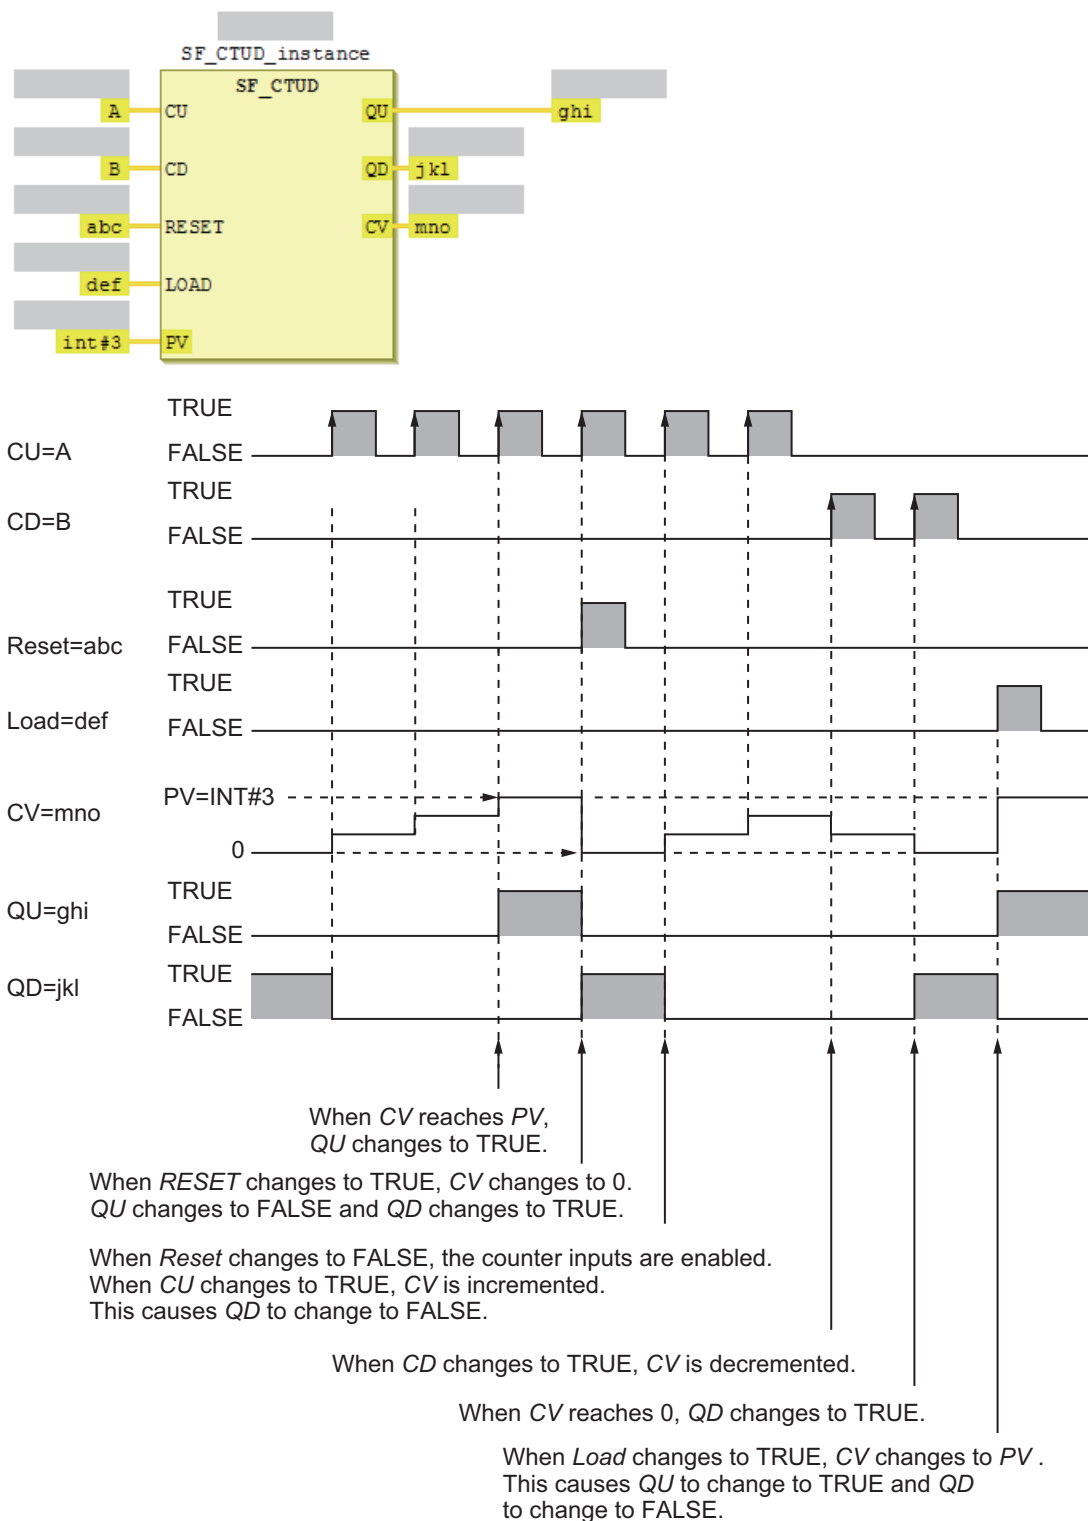 SF_CTUD_instance
SF_CTUD
A CU QU ghi
B CD QD jkl
abc RESET CV mno
def LOAD
int#3 PV
TRUE
CU=A FALSE
TRUE
CD=B
FALSE
TRUE
Reset=abc FALSE
TRUE
Load=def FALSE
PV=INT#3
CV=mno
0
TRUE
QU=ghi
FALSE
TRUE
QD=jkl
FALSE
When CV reaches PV,
QU changes to TRUE.
When RESET changes to TRUE, CV changes to 0.
QU changes to FALSE and QD changes to TRUE.
When Reset changes to FALSE, the counter inputs are enabled.
When CU changes to TRUE, CV is incremented.
This causes QD to change to FALSE.
When CD changes to TRUE, CV is decremented.
When CV reaches 0, QD changes to TRUE.
When Load changes to TRUE, CV changes to PV .
This causes QU to change to TRUE and QD
to change to FALSE.